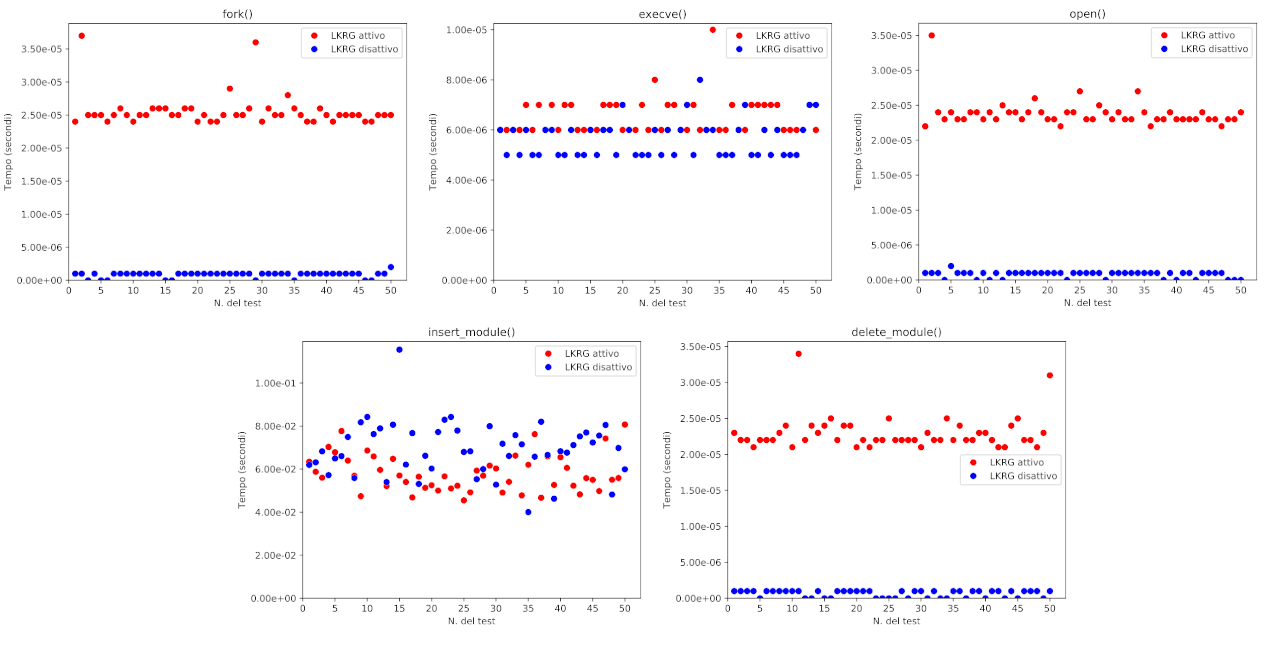 fork()
3.50e-05
3.00e-05
2.50e-05
2.00e-05
1.50e-05
1.00e-05
5.00e-06
0.00e+00
Tempo (secondi)
LKRG attivo
LKRG disattivo
0 5 10 15 20 25 30 35 40 45 50
N. del test
execve()
1.00e-05
8.00e-06
6.00e-06
4.00e-06
2.00e-06
0.00e+00
Tempo (secondi)
LKRG attivo
LKRG disattivo
0 5 10 15 20 25 30 35 40 45 50
N. del test
open()
3.50e-05
3.00e-05
2.50e-05
2.00e-05
1.50e-05
1.00e-05
5.00e-06
0.00e+00
Tempo (secondi)
LKRG attivo
LKRG disattivo
0 5 10 15 20 25 30 35 40 45 50
N. del test
insert_module()
1.00e-01
8.00e-02
6.00e-02
4.00e-02
2.00e-02
0.00e+00
Tempo (secondi)
LKRG attivo
LKRG disattivo
0 5 10 15 20 25 30 35 40 45 50
N. del test
delete_module()
3.50e-05
3.00e-05
2.50e-05
2.00e-05
1.50e-05
1.00e-05
5.00e-06
0.00e+00
Tempo (secondi)
LKRG attivo
LKRG disattivo
0 5 10 15 20 25 30 35 40 45 50
N. del test